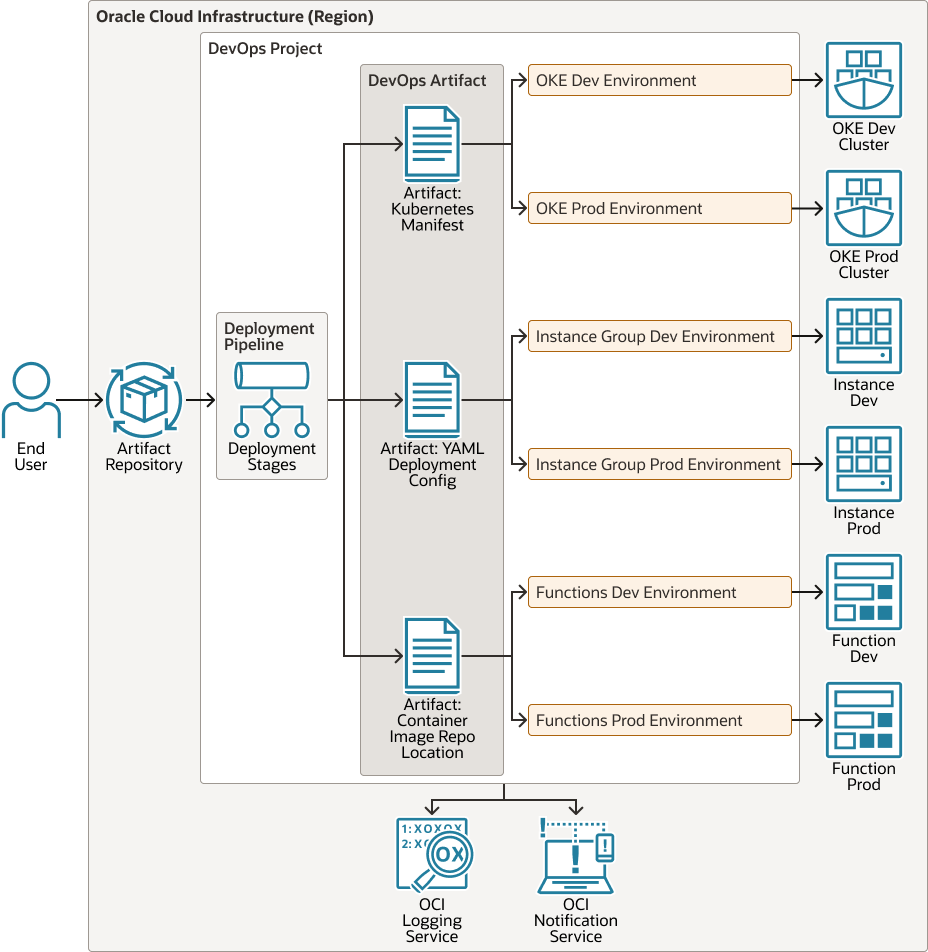 Oracle Cloud Infrastructure (Region)
DevOps Project
DevOps Artifact
OKE Dev Environment
OKE Dev
Cluster
Artifact:
Kubernetes
Manifest
OKE Prod Environment
OKE Prod
Cluster
Deployment
Pipeline
Instance Group Dev Environment
Instance
Dev
End
User
Artifact
Repository
Deployment
Stages
Artifact: YAML
Deployment
Config
Instance Group Prod Environment
Instance
Prod
Functions Dev Environment
Function
Dev
Artifact:
Container
Image Repo
Location
Functions Prod Environment
Function
Prod
1: XOXOX
2: XO
OX
OCI
Logging
Service
OCI
Notification
Service